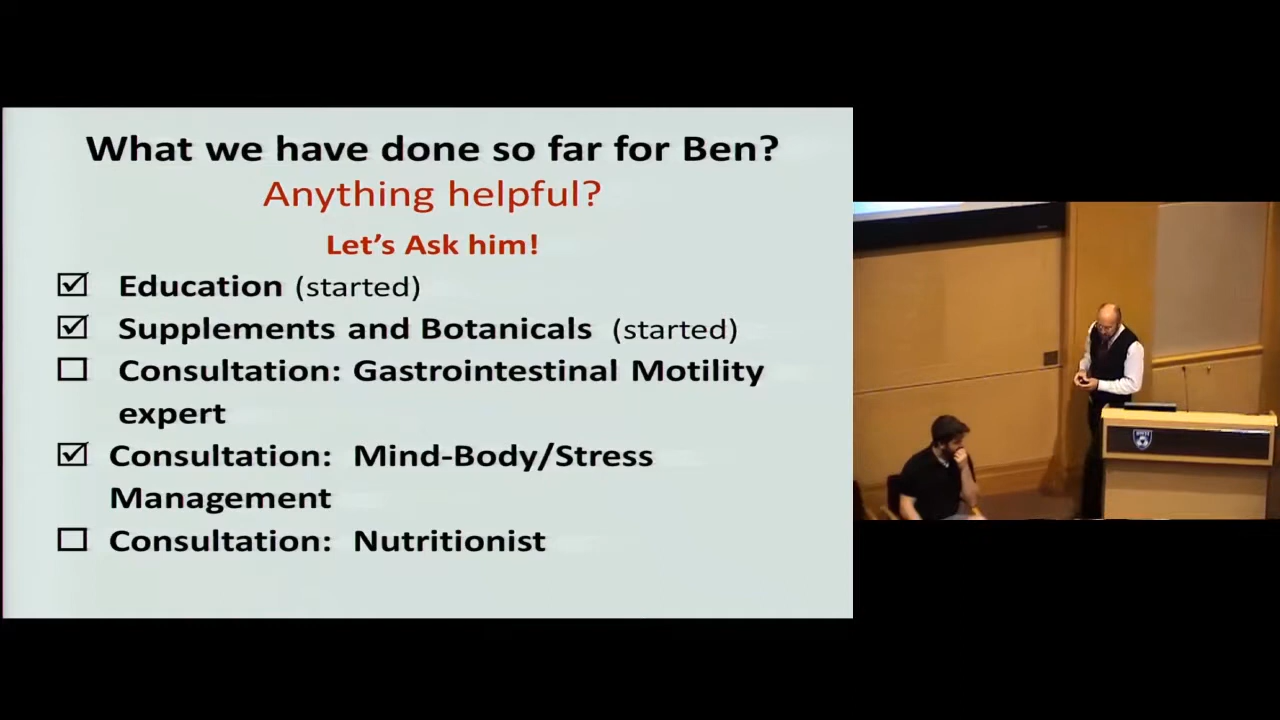 What we have done so far for Ben?
Anything helpful?
Let's Ask him!
Education (started)
Supplements and Botanicals (started)
Consultation: Gastrointestinal Motility
expert
Consultation: Mind-Body/Stress
Management
Consultation: Nutritionist